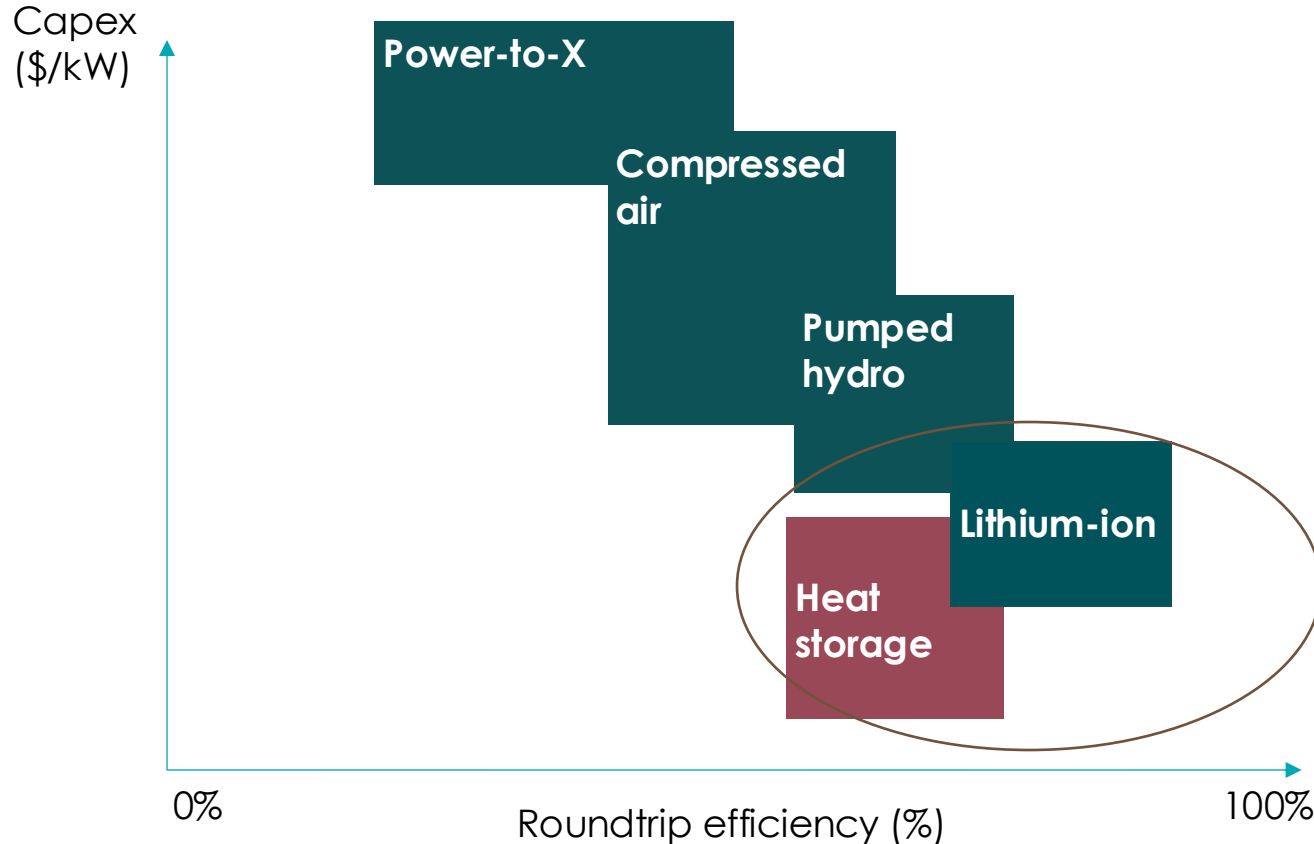 Capex
($/kW)
Power-to-X
Compressed
air
Pumped
hydro
Lithium-ion
Heat
storage
0%
100%
Roundtrip efficiency (%)